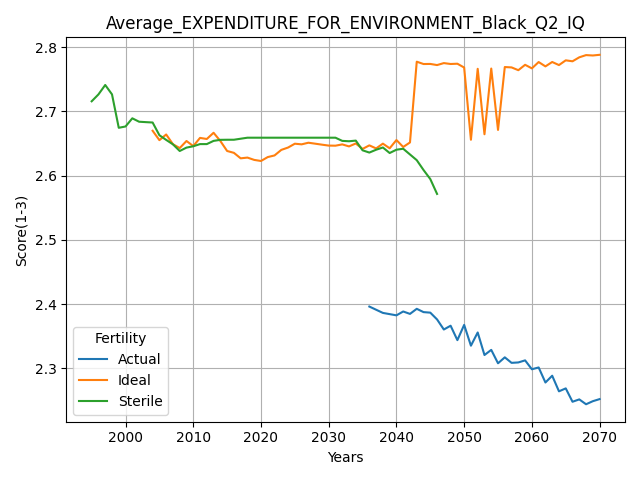 Average_EXPENDITURE_FOR_ENVIRONMENT_Black_Q2_IQ
Score(1-3)
2.8
2.7
2.6
2.5
2.4
2.3
Fertility
Actual
Ideal
Sterile
2000 2010 2020 2030 2040 2050 2060 2070
Years